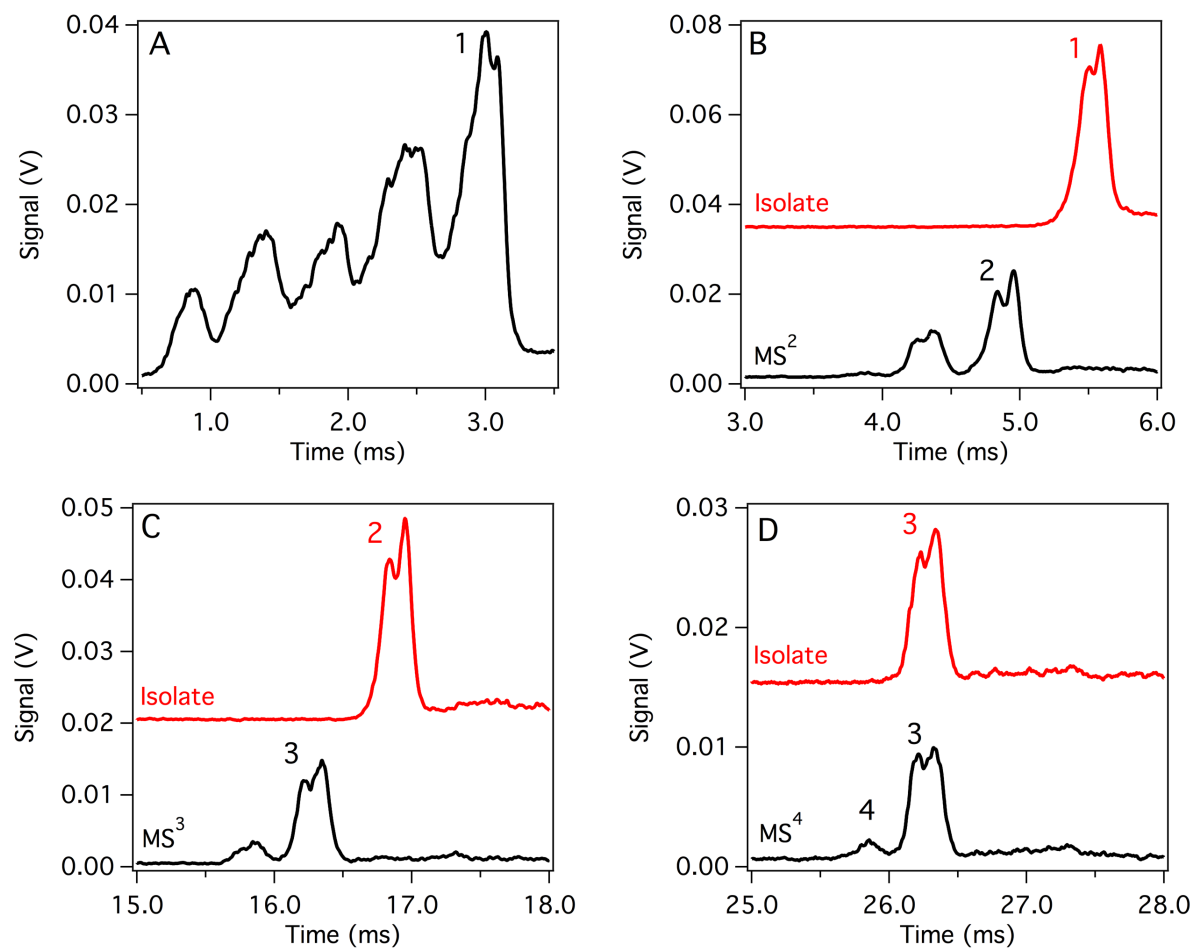 A
1
0.04
0.03
0.02
0.01
0.00
Signal (V)
1.0 2.0 3.0
Time (ms)
B
1
Isolate
2
MS²
0.08
0.06
0.04
0.02
0.00
Signal (V)
3.0 4.0 5.0 6.0
Time (ms)
C
2
Isolate
3
MS³
0.05
0.04
0.03
0.02
0.01
0.00
Signal (V)
15.0 16.0 17.0 18.0
Time (ms)
D
3
Isolate
3
4
MS⁴
0.03
0.02
0.01
0.00
Signal (V)
25.0 26.0 27.0 28.0
Time (ms)